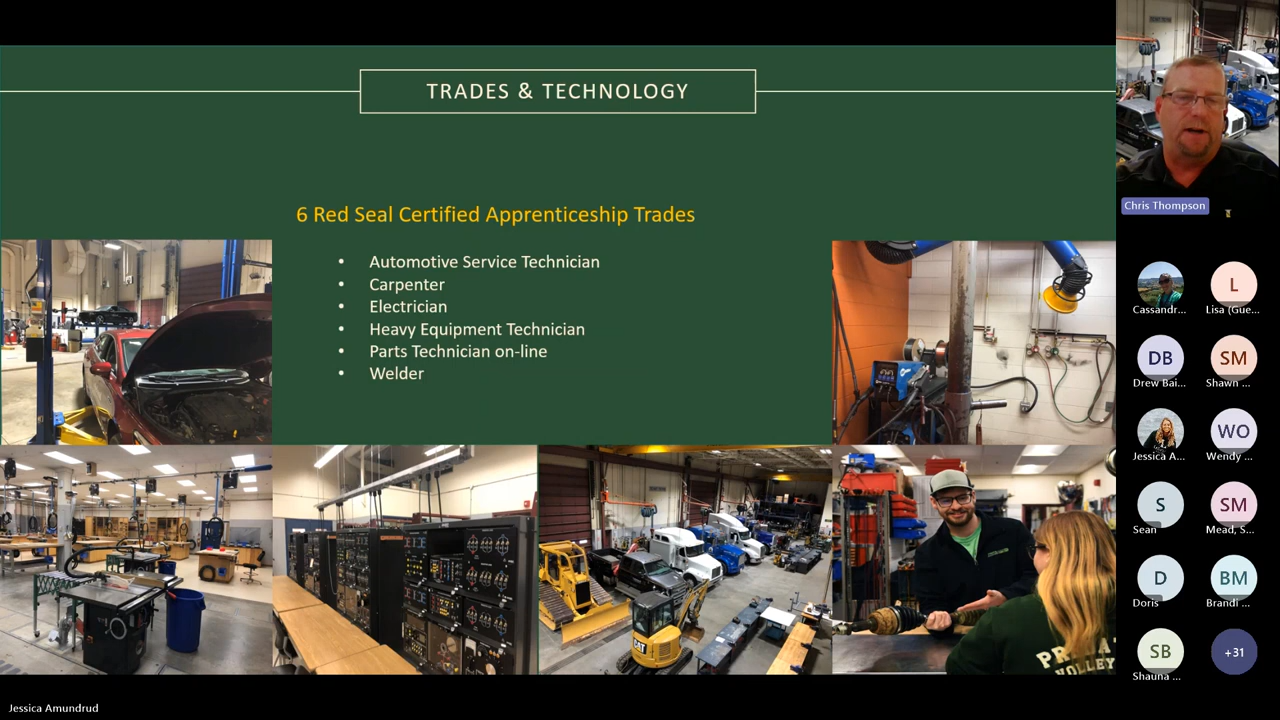 TRADES & TECHNOLOGY
6 Red Seal Certified Apprenticeship Trades
• Automotive Service Technician
• Carpenter
• Electrician
• Heavy Equipment Technician
• Parts Technician on-line
• Welder
CAT
Chris Thompson
Cassandr...
L
Lisa (Gue...
DB
Drew Bai...
SM
Shawn ...
Jessica A...
WO
Wendy ...
S
Sean
SM
Mead, S...
D
Doris
BM
Brandi ...
SB
Shauna ...
+31
Jessica Amundrud